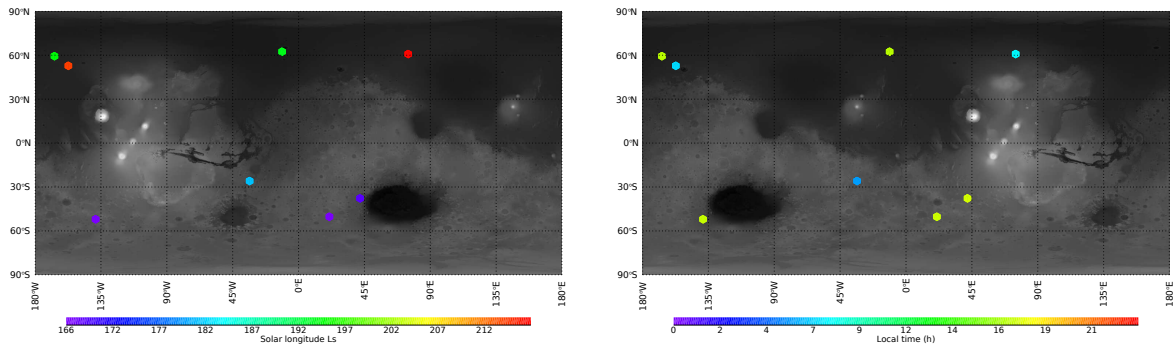 90°N
60°N
30°N
0°N
30°S
60°S
90°S
180°W 135°W 90°W 45°W 0°E 45°E 90°E 135°E 180°E
166 172 177 182 187 192 197 202 207 212
Solar longitude Ls
90°N
60°N
30°N
0°N
30°S
60°S
90°S
180°W 135°W 90°W 45°W 0°E 45°E 90°E 135°E 180°E
0 2 4 7 9 12 14 16 19 21
Local time (h)